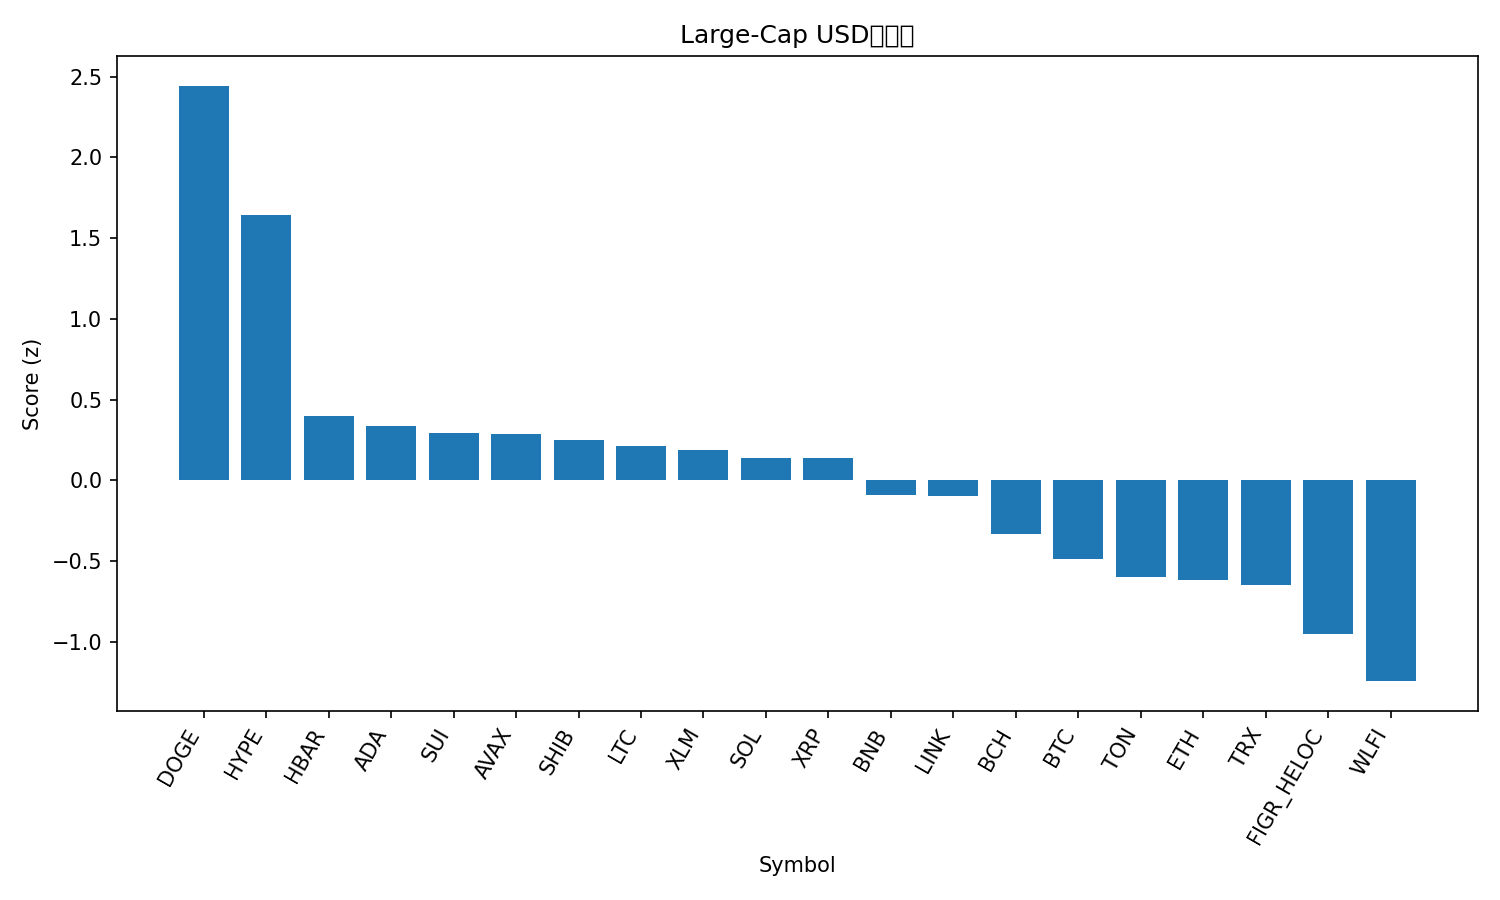 Large-Cap USD
2.5
2.0
1.5
1.0
0.5
0.0
−0.5
−1.0
Score (z)
DOGE
HYPE
HBAR
ADA
SUI
AVAX
SHIB
LTC
XLM
SOL
XRP
BNB
LINK
BCH
BTC
TON
ETH
TRX
FIGR_HELOC
WLFI
Symbol